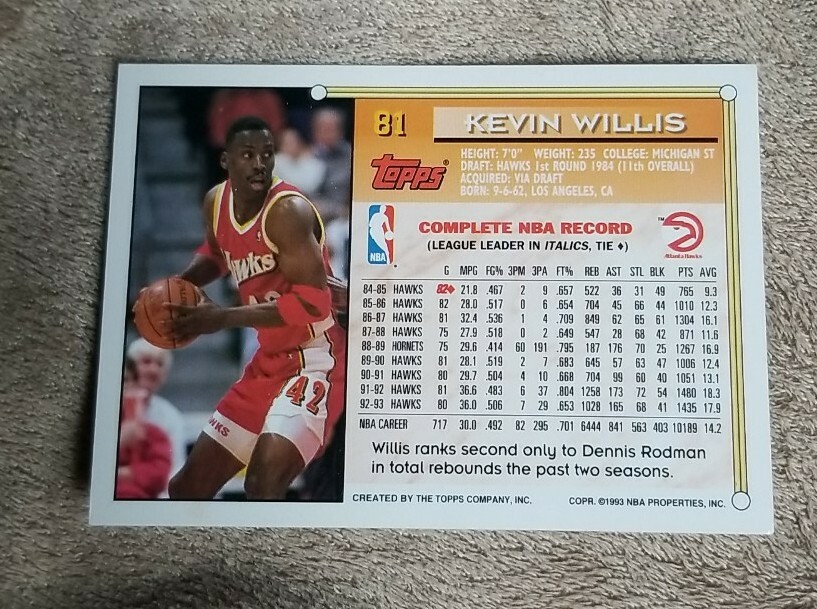 81 KEVIN WILLIS
TOPPS®
HEIGHT: 7'0" WEIGHT: 235 COLLEGE: MICHIGAN ST
DRAFT: HAWKS 1st ROUND 1984 (11th OVERALL)
ACQUIRED: VIA DRAFT
BORN: 9-6-62, LOS ANGELES, CA
NBA
COMPLETE NBA RECORD
(LEAGUE LEADER IN ITALICS, TIE ♦)
TM
Atlanta Hawks
G MPG FG% 3PM 3PA FT% REB AST STL BLK PTS AVG
84-85 HAWKS 82♦ 21.8 .467 2 9 .657 522 36 31 49 765 9.3
85-86 HAWKS 82 28.0 .517 0 6 .654 704 45 66 44 1010 12.3
86-87 HAWKS 81 32.4 .536 1 4 .709 849 62 65 61 1304 16.1
87-88 HAWKS 75 27.9 .518 0 2 .649 547 28 68 42 871 11.6
88-89 HORNETS 75 29.6 .414 60 191 .795 187 176 70 25 1267 16.9
89-90 HAWKS 81 28.1 .519 2 7 .683 645 57 63 47 1006 12.4
90-91 HAWKS 80 29.7 .504 4 10 .668 704 99 60 40 1051 13.1
91-92 HAWKS 81 36.6 .483 6 37 .804 1258 173 72 54 1480 18.3
92-93 HAWKS 80 36.0 .506 7 29 .653 1028 165 68 41 1435 17.9
NBA CAREER 717 30.0 .492 82 295 .701 6444 841 563 403 10189 14.2
Willis ranks second only to Dennis Rodman
in total rebounds the past two seasons.
CREATED BY THE TOPPS COMPANY, INC. COPR. ©1993 NBA PROPERTIES, INC.
Hawks
42